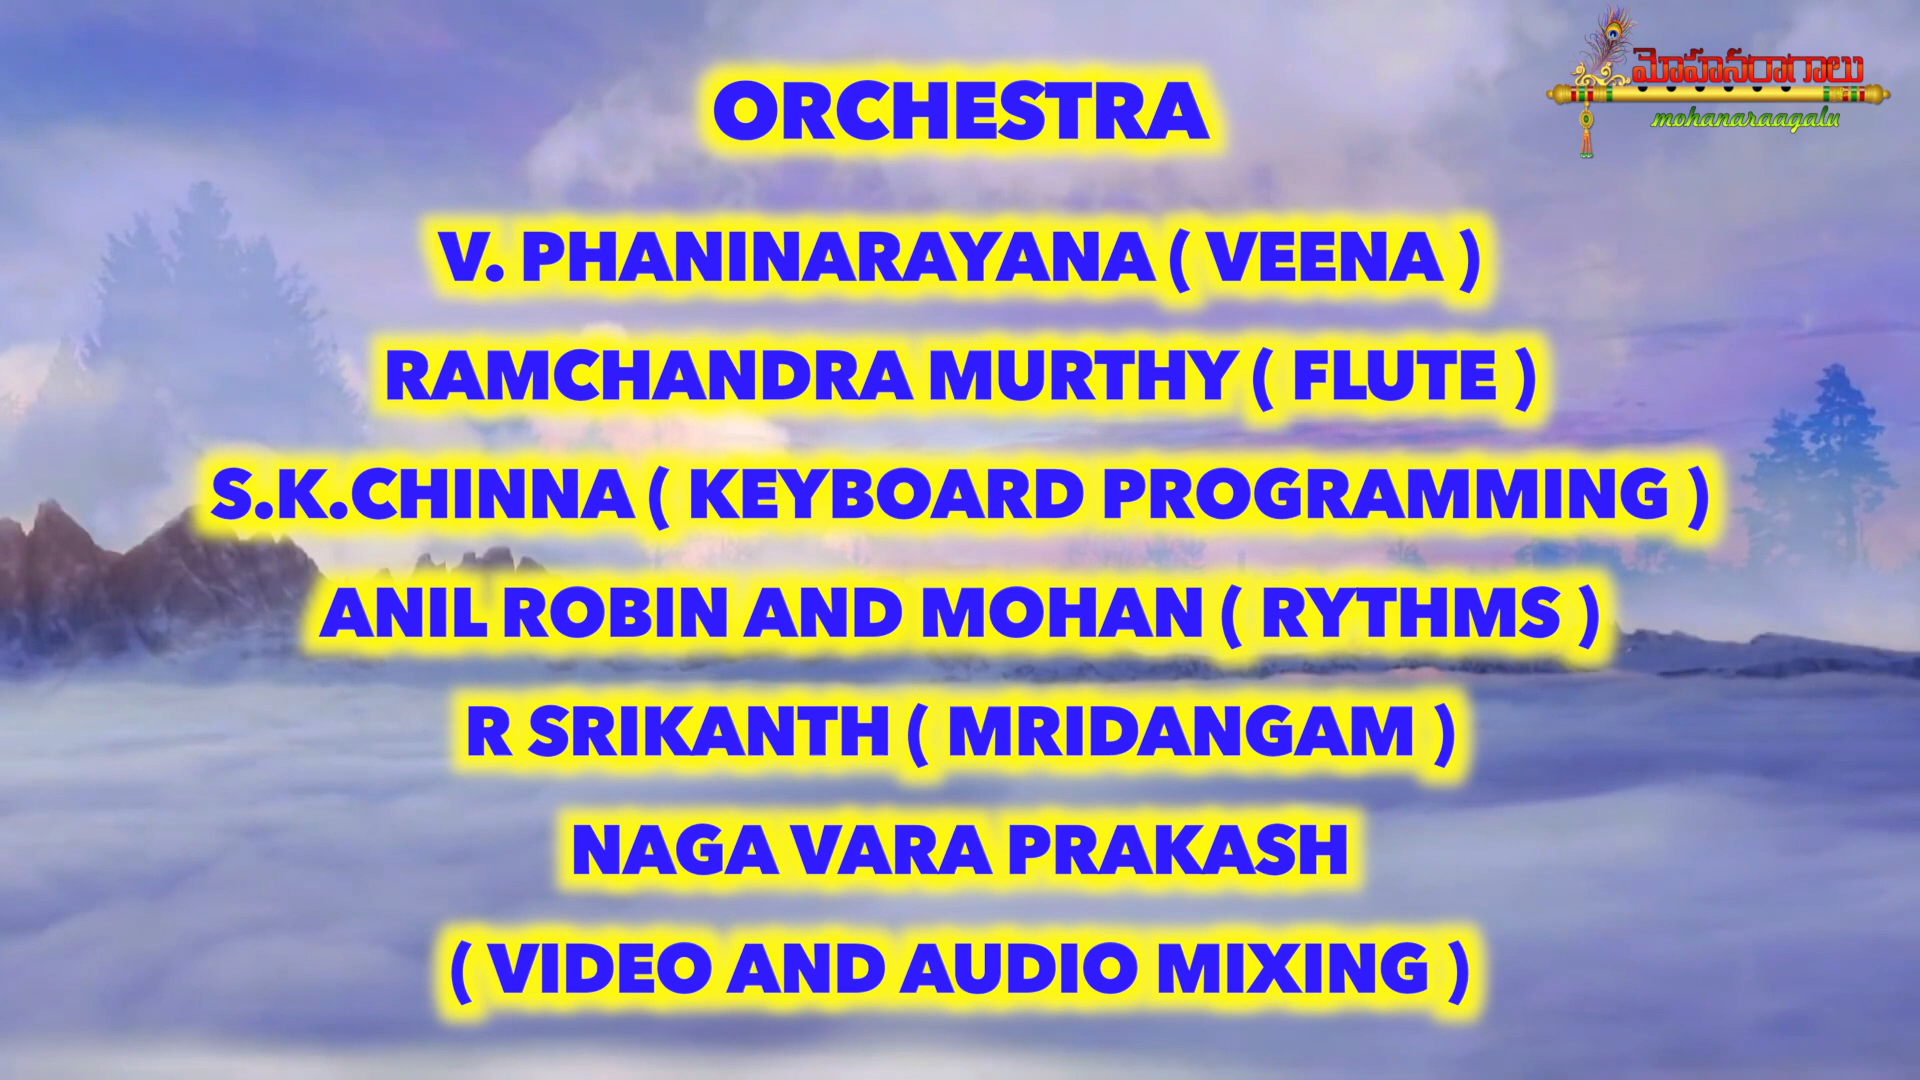 మోహనరాగాలు
mohanaraagalu
ORCHESTRA
V. PHANINARAYANA ( VEENA )
RAMCHANDRA MURTHY ( FLUTE )
S.K.CHINNA ( KEYBOARD PROGRAMMING )
ANIL ROBIN AND MOHAN ( RYTHMS )
R SRIKANTH ( MRIDANGAM )
NAGA VARA PRAKASH
( VIDEO AND AUDIO MIXING )